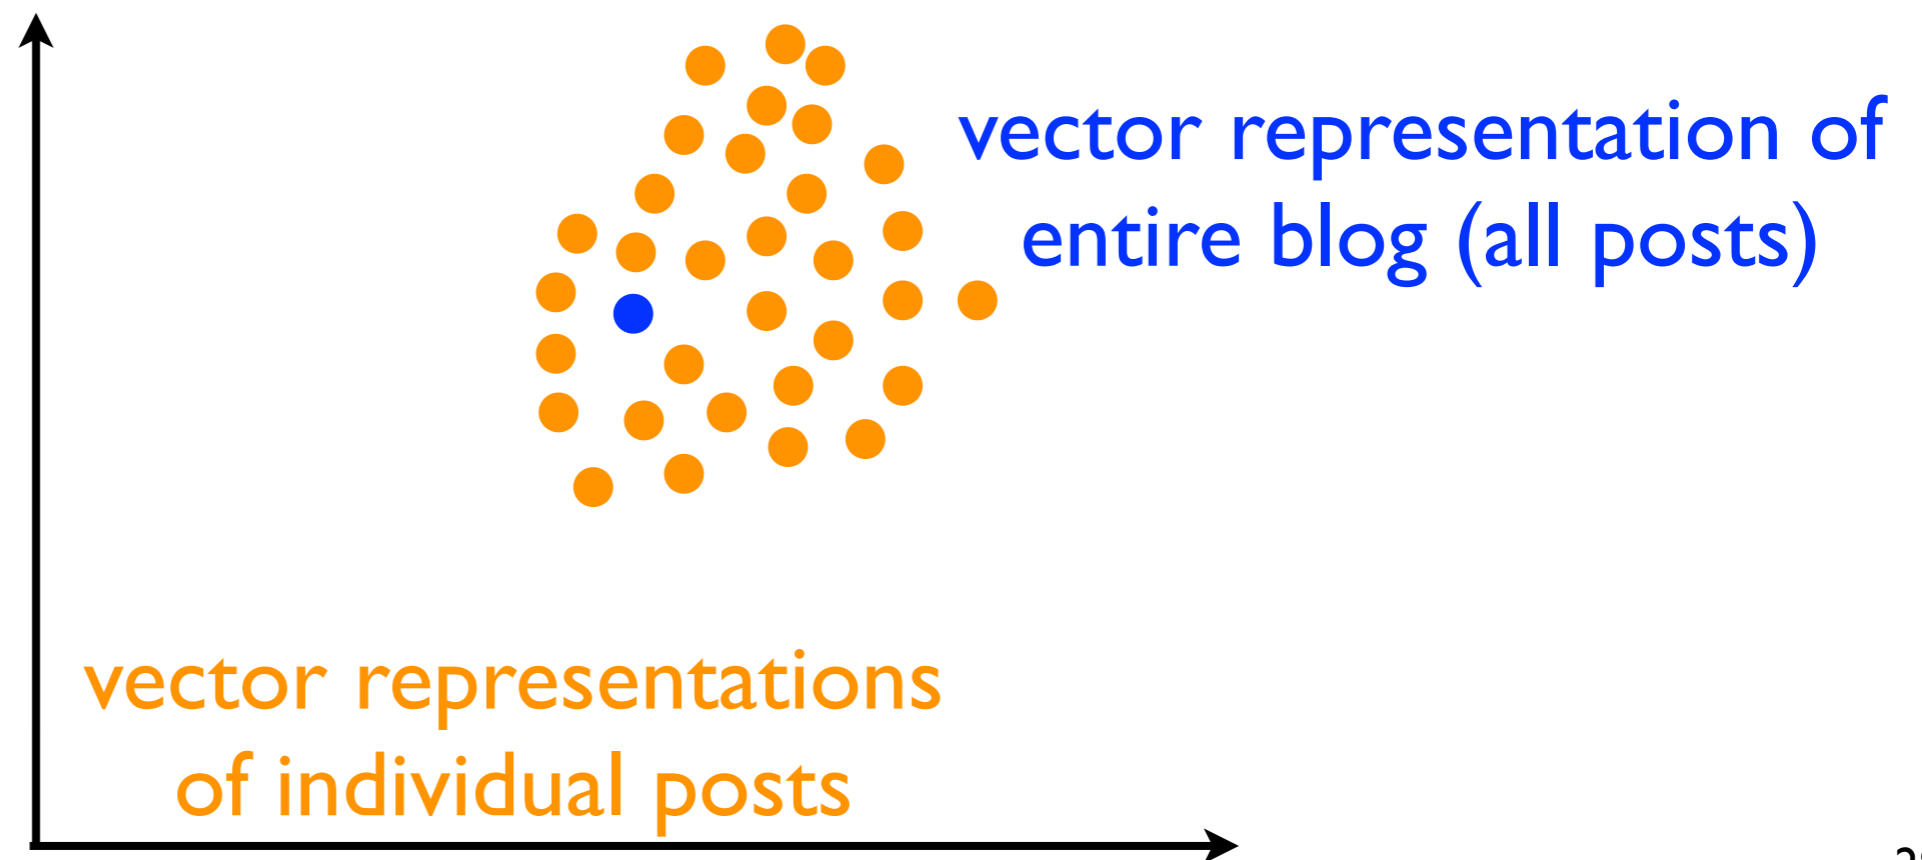 vector representation of
entire blog (all posts)
vector representations
of individual posts